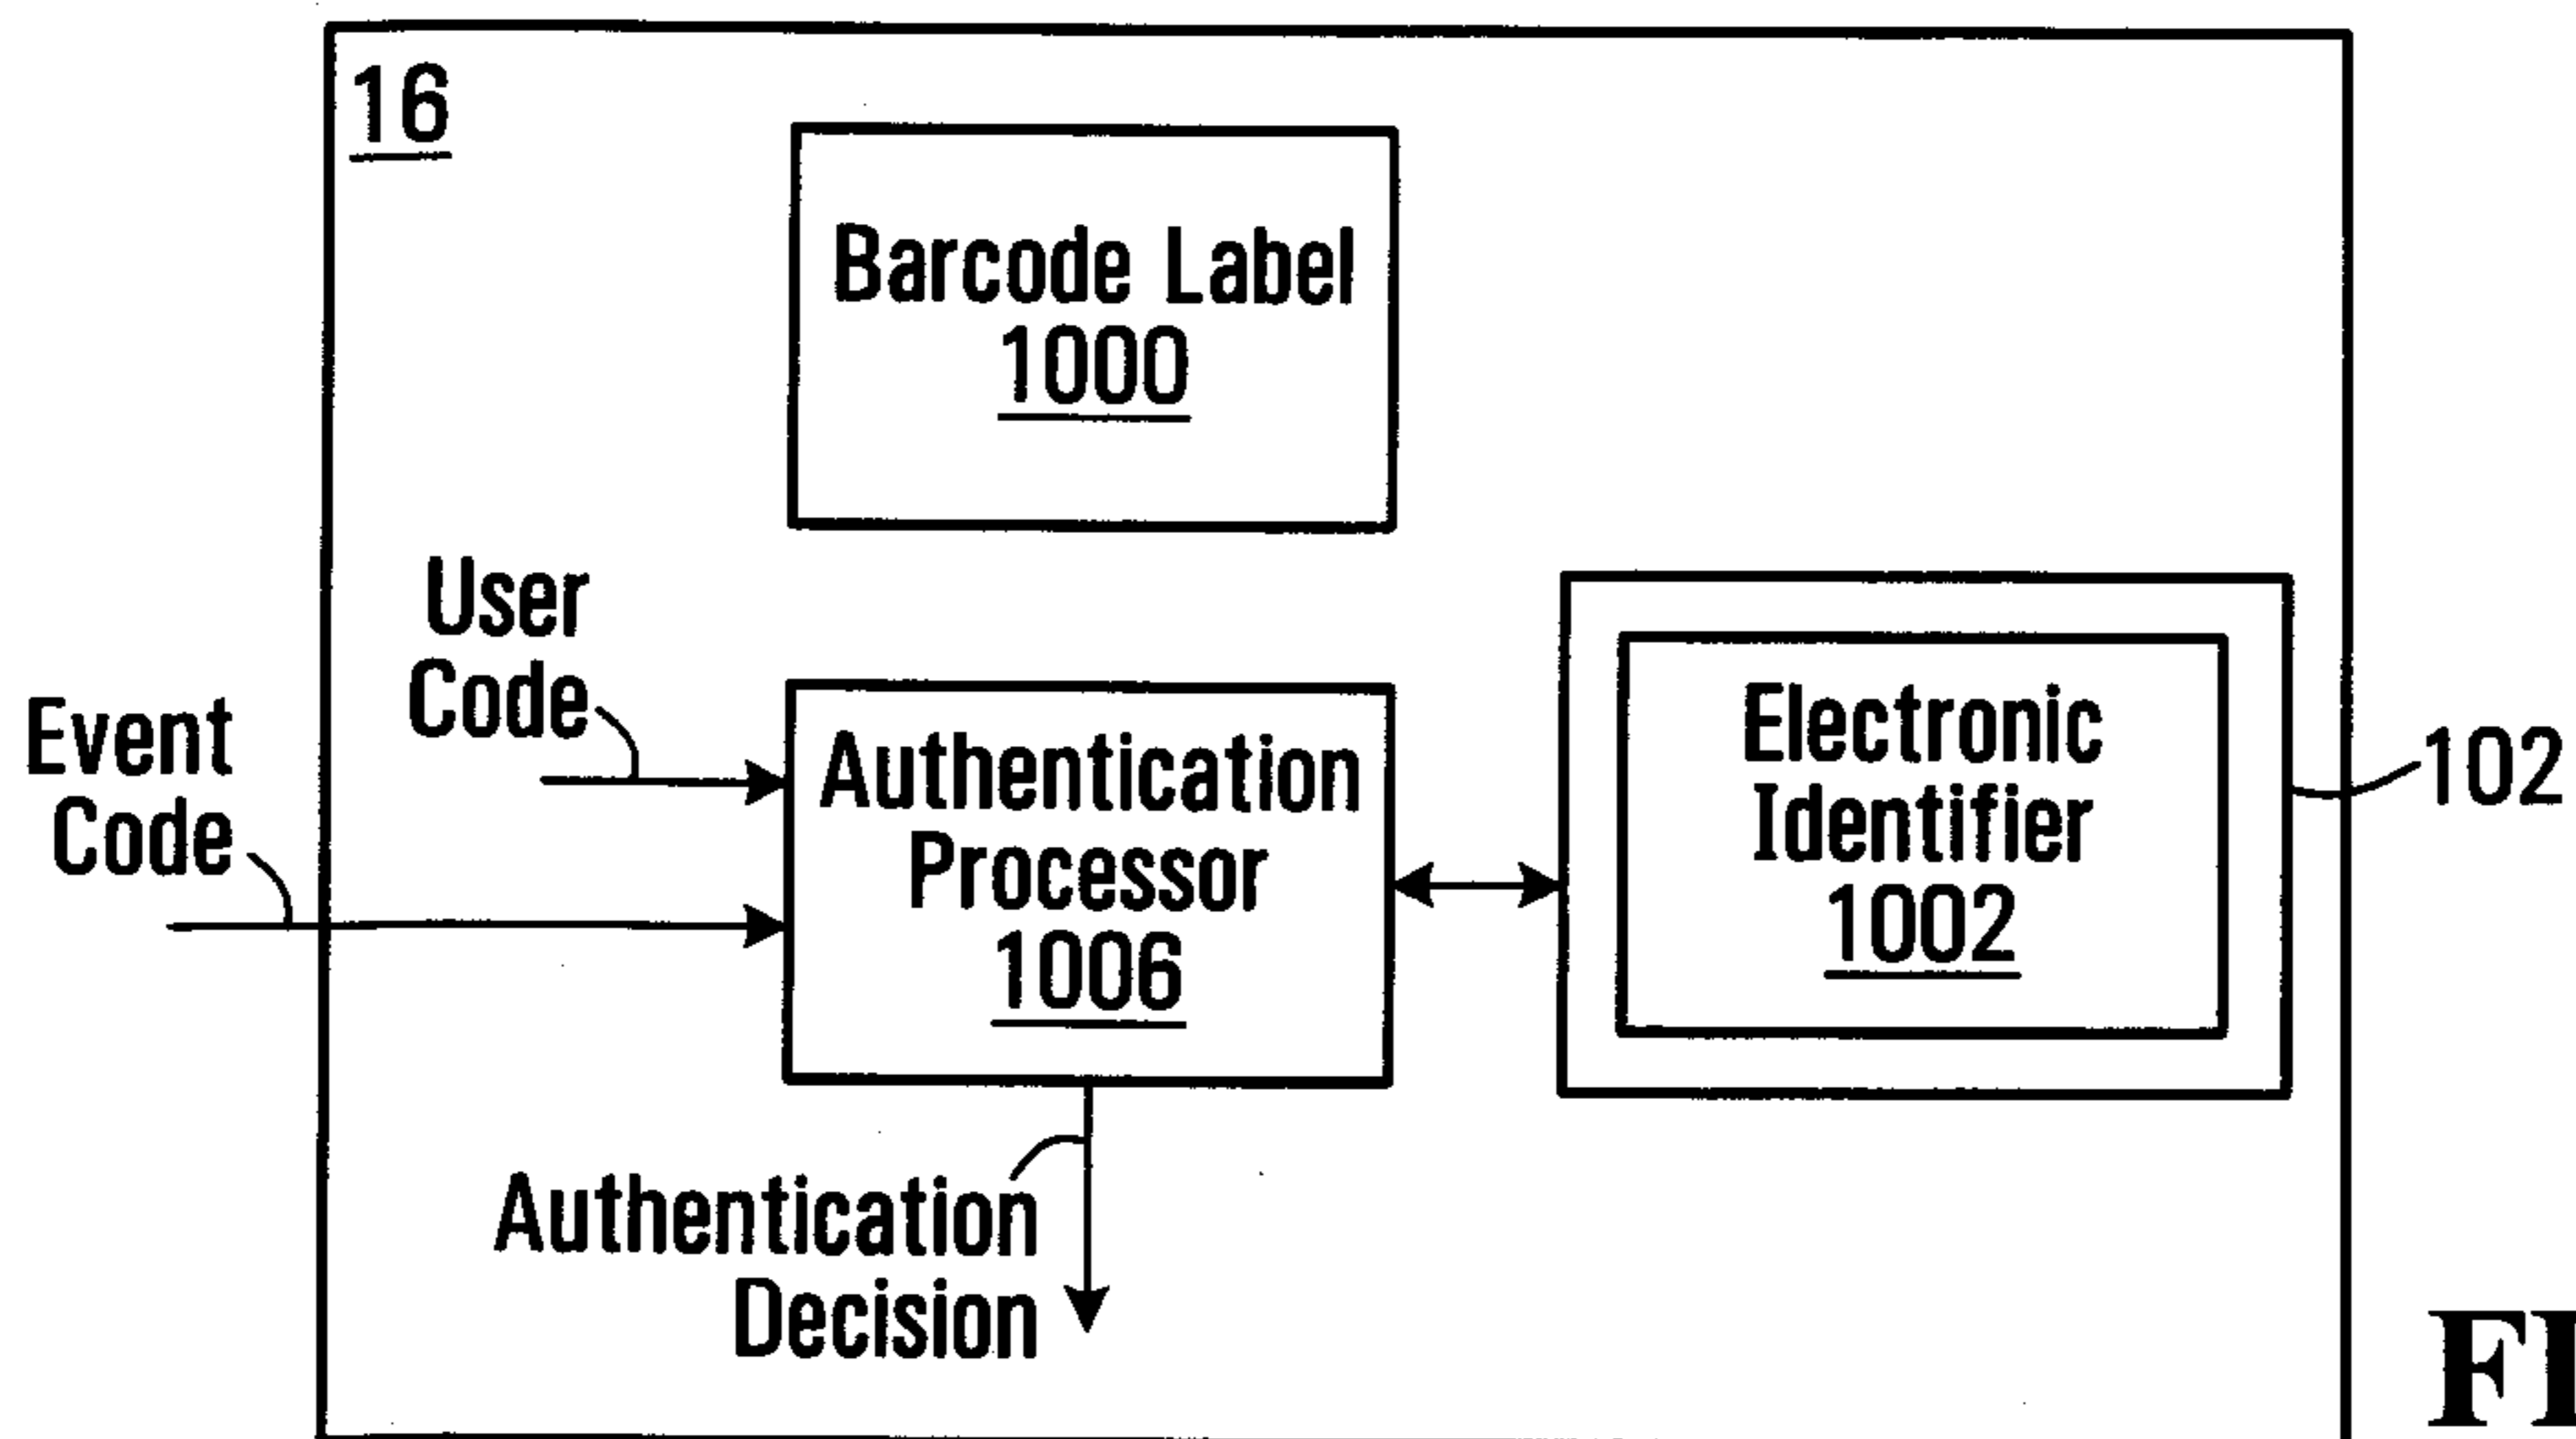 16
Barcode Label
1000
User
Code
Event
Code
Authentication
Processor
1006
Electronic
Identifier
1002
102
Authentication
Decision